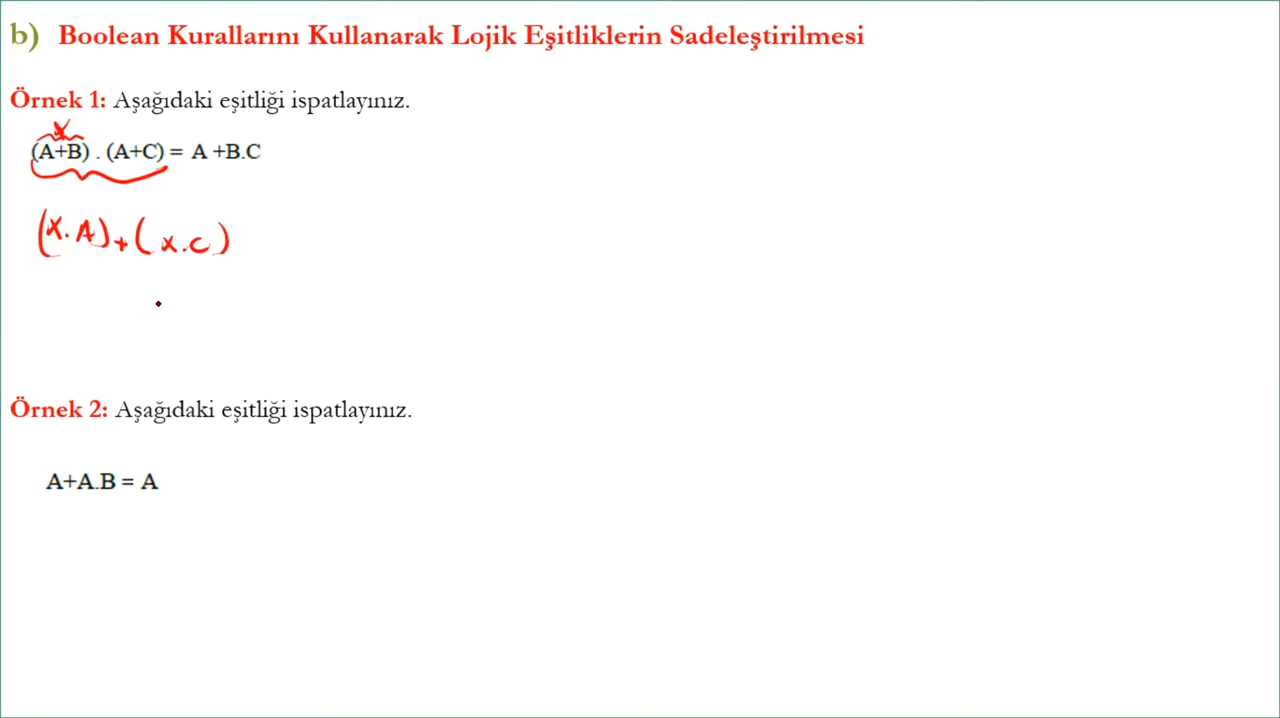 b) Boolean Kurallarını Kullanarak Lojik Eşitliklerin Sadeleştirilmesi
Örnek 1: Aşağıdaki eşitliği ispatlayınız.
x
(A+B) . (A+C) = A +B.C
(x.A)+(x.c)
Örnek 2: Aşağıdaki eşitliği ispatlayınız.
A+A.B = A